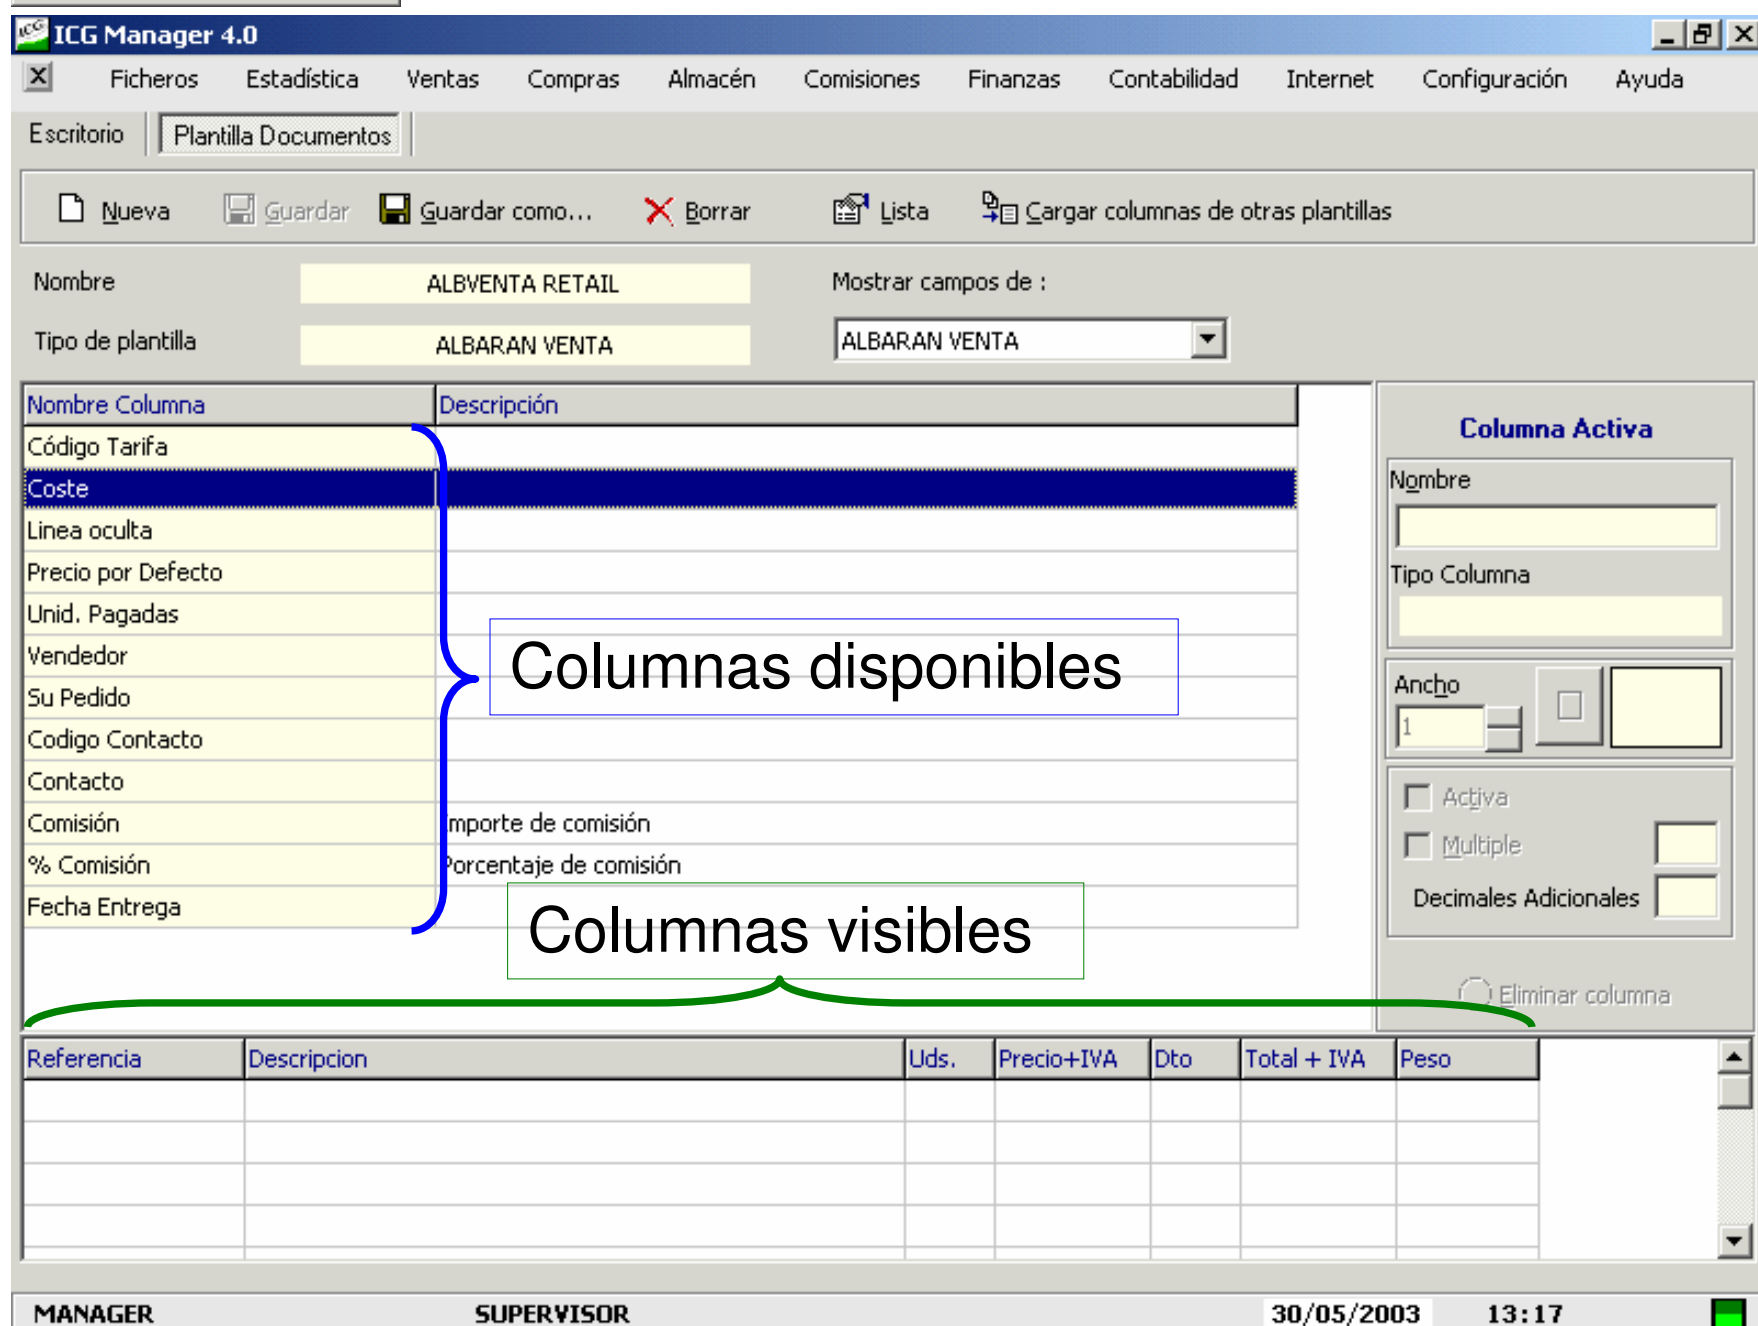 ICG Manager 4.0
X Ficheros Estadística Ventas Compras Almacén Comisiones Finanzas Contabilidad Internet Configuración Ayuda
Escritorio Plantilla Documentos
Nueva Guardar Guardar como... Borrar Lista Cargar columnas de otras plantillas
Nombre ALBVENTA RETAIL Mostrar campos de :
Tipo de plantilla ALBARAN VENTA ALBARAN VENTA
Nombre Columna Descripción
Columna Activa
Código Tarifa
Coste
Nombre
Linea oculta
Precio por Defecto
Tipo Columna
Unid. Pagadas
Vendedor
Columnas disponibles
Su Pedido
Ancho
1
Codigo Contacto
Contacto
Activa
Comisión Importe de comisión
Multiple
% Comisión Porcentaje de comisión
Decimales Adicionales
Fecha Entrega
Columnas visibles
Eliminar columna
Referencia Descripcion Uds. Precio+IVA Dto Total + IVA Peso
MANAGER SUPERVISOR 30/05/2003 13:17